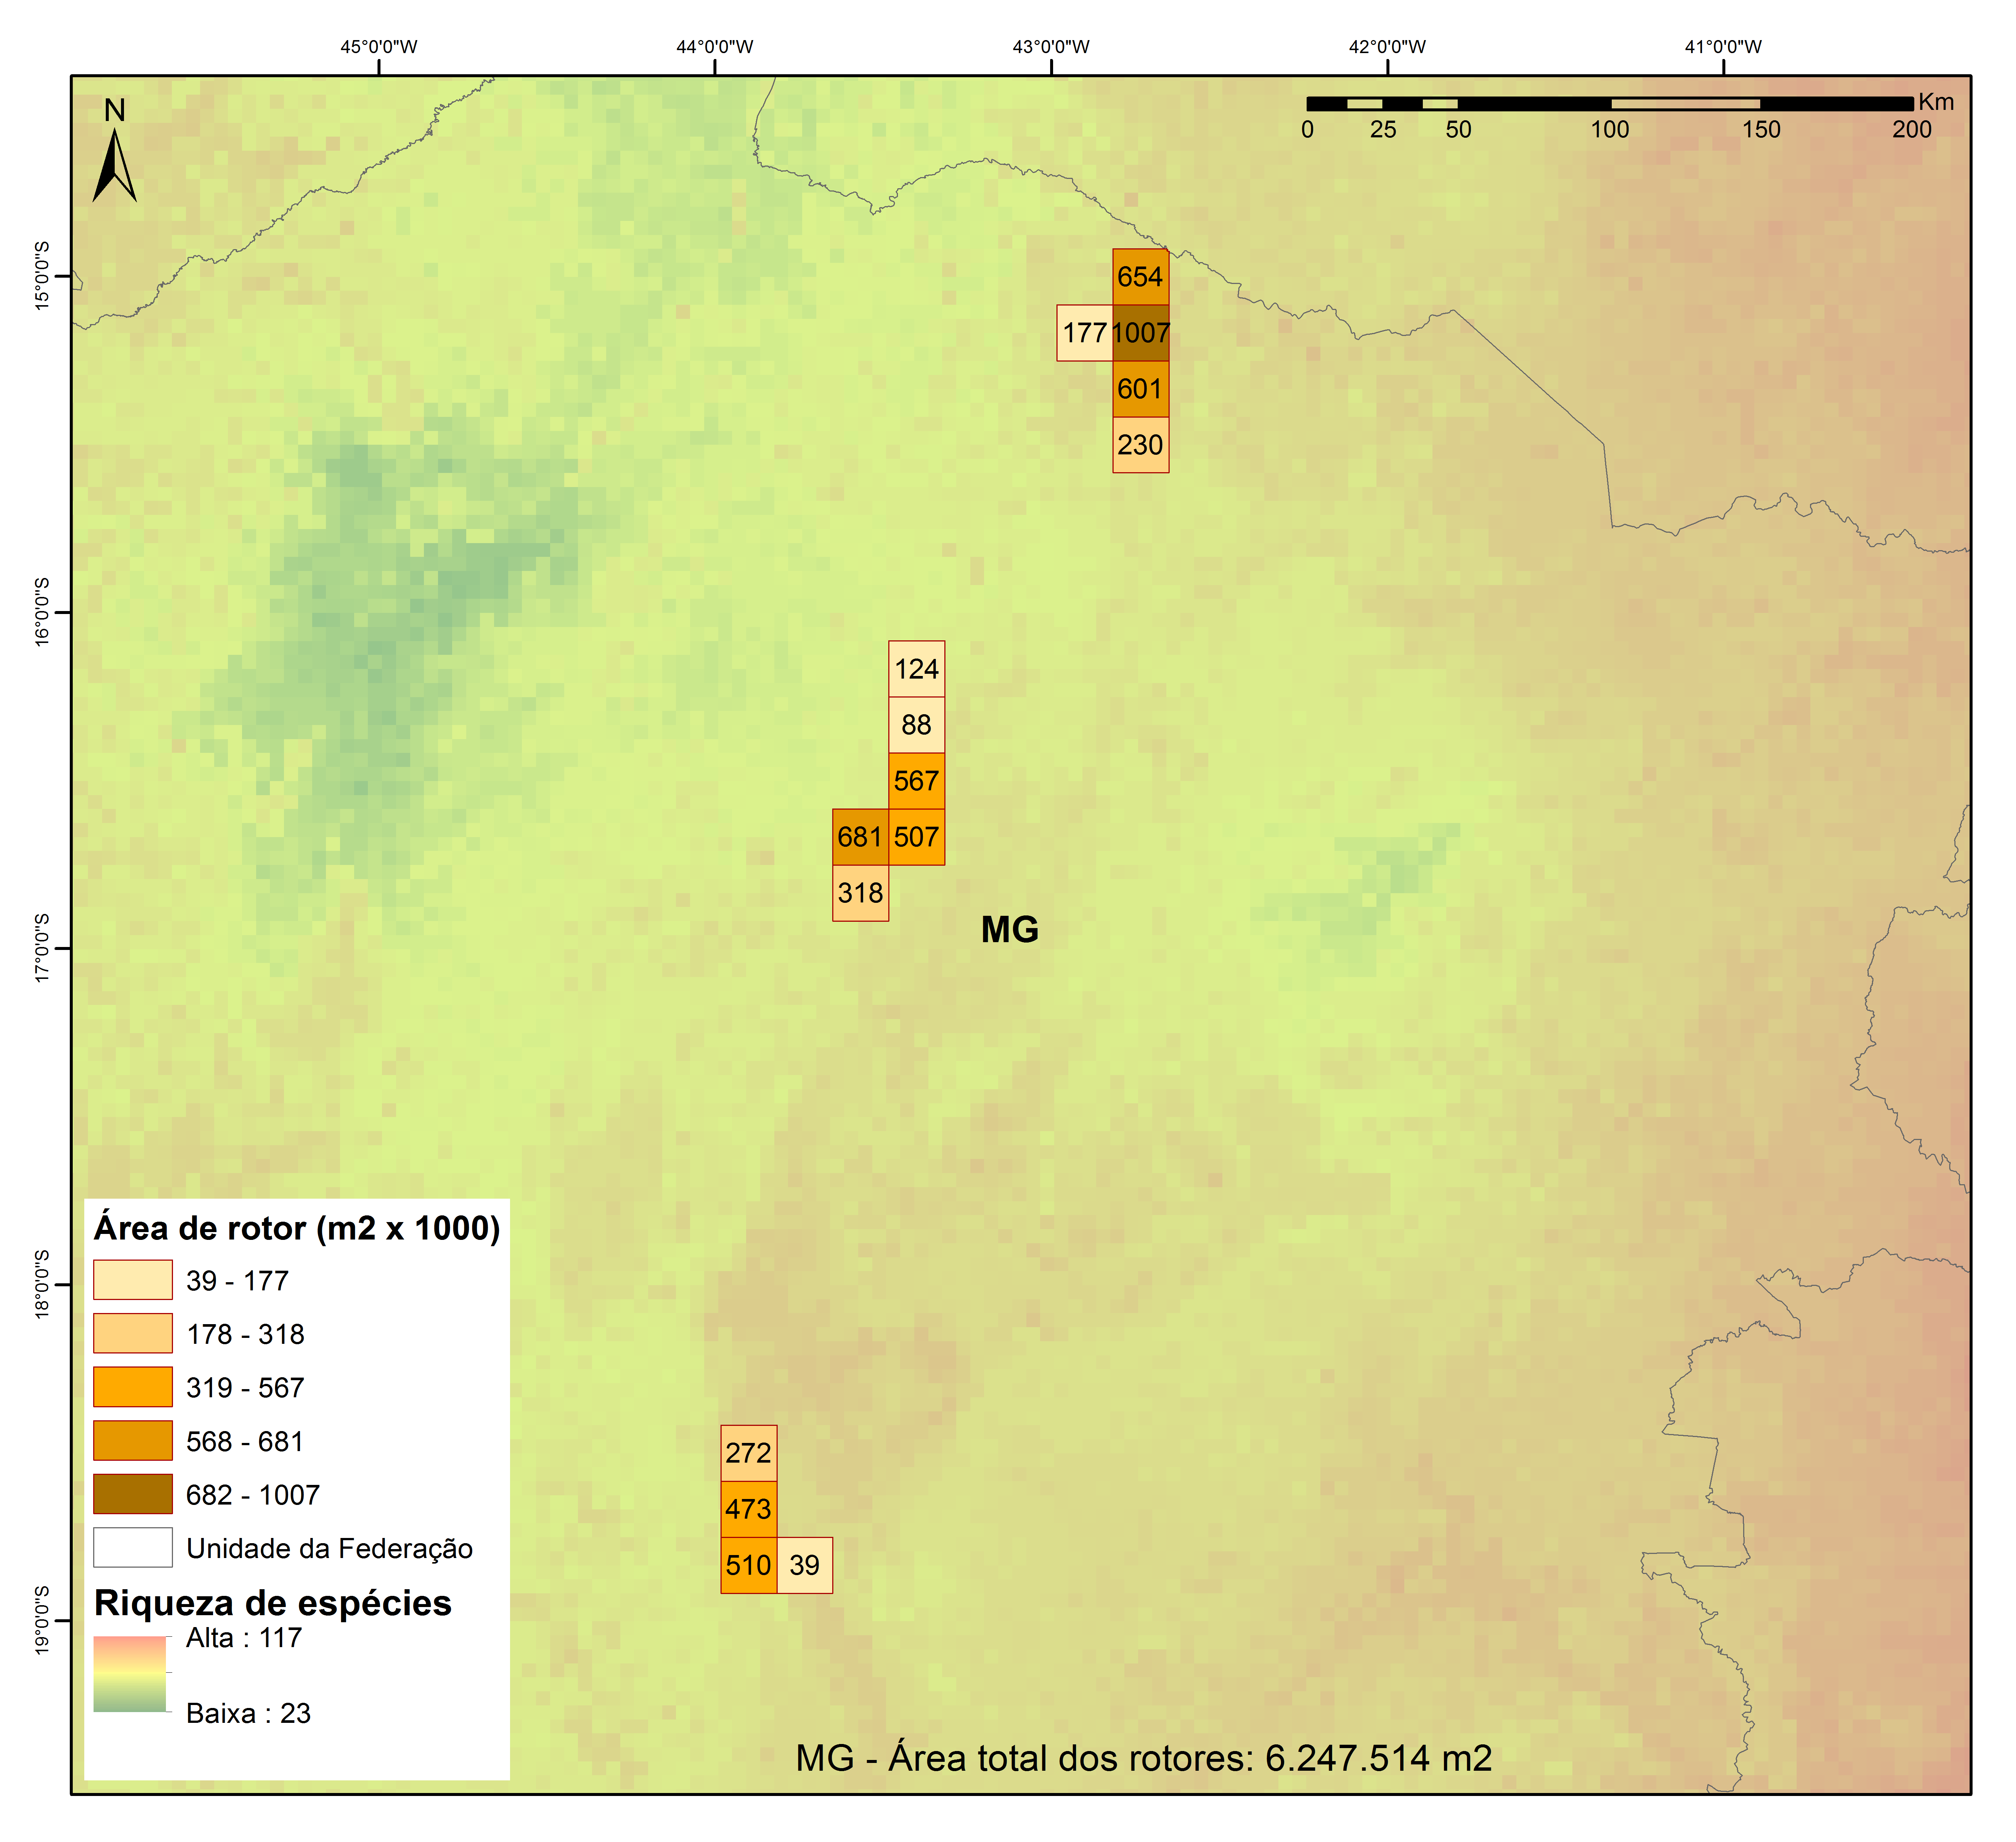 45°0'0"W 44°0'0"W 43°0'0"W 42°0'0"W 41°0'0"W
N
Km
0 25 50 100 150 200
15°0'0"S
16°0'0"S
17°0'0"S
18°0'0"S
19°0'0"S
654
177 1007
601
230
124
88
567
681 507
318
MG
272
473
510 39
Área de rotor (m2 x 1000)
39 - 177
178 - 318
319 - 567
568 - 681
682 - 1007
Unidade da Federação
Riqueza de espécies
Alta : 117
Baixa : 23
MG - Área total dos rotores: 6.247.514 m2